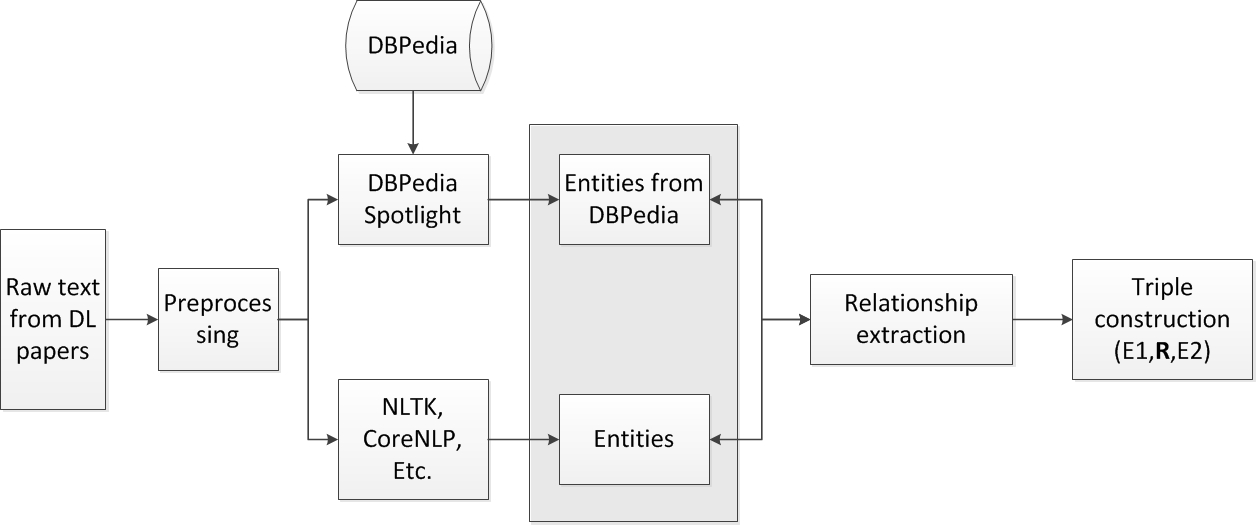 DBPedia
DBPedia
Spotlight
Entities from
DBPedia
Raw text
from DL
papers
Preproces
sing
Relationship
extraction
Triple
construction
(E1,R,E2)
NLTK,
CoreNLP,
Etc.
Entities